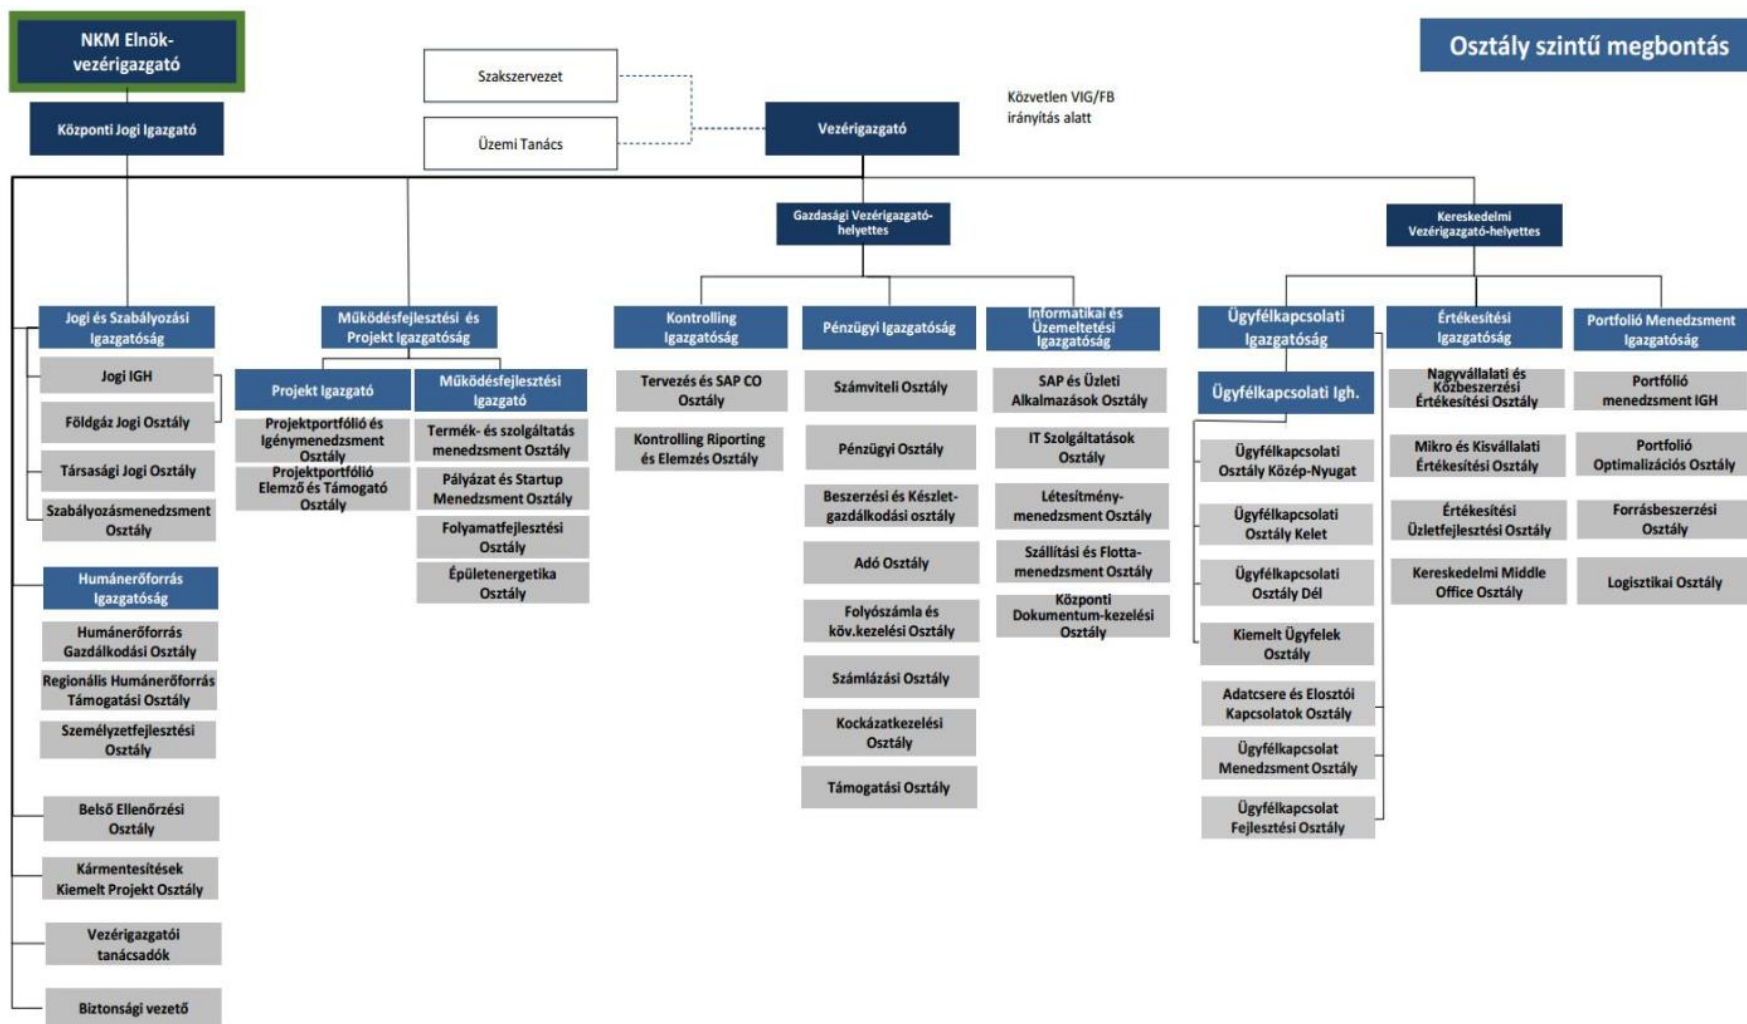 NKM Elnök-
vezérigazgató
Központi Jogi Igazgató
Szakszervezet
Üzemi Tanács
Vezérigazgató
Közvetlen VIG/FB
irányítás alatt
Osztály szintű megbontás
Gazdasági Vezérigazgató-
helyettes
Kereskedelmi
Vezérigazgató-helyettes
Jogi és Szabályozási
Igazgatóság
Jogi IGH
Földgáz Jogi Osztály
Társasági Jogi Osztály
Szabályozásmenedzsment
Osztály
Humánerőforrás
Igazgatóság
Humánerőforrás
Gazdálkodási Osztály
Regionális Humánerőforrás
Támogatási Osztály
Személyzetfejlesztési
Osztály
Belső Ellenőrzési
Osztály
Kármentesítések
Kiemelt Projekt Osztály
Vezérigazgatói
tanácsadók
Biztonsági vezető
Működésfejlesztési és
Projekt Igazgatóság
Projekt Igazgató
Projektportfólió és
Igénymenedzsment
Osztály
Projektportfólió
Elemző és Támogató
Osztály
Működésfejlesztési
Igazgató
Termék- és szolgáltatás
menedzsment Osztály
Pályázat és Startup
Menedzsment Osztály
Folyamatfejlesztési
Osztály
Épületenergetika
Osztály
Kontrolling
Igazgatóság
Tervezés és SAP CO
Osztály
Kontrolling Riporting
és Elemzés Osztály
Pénzügyi Igazgatóság
Számviteli Osztály
Pénzügyi Osztály
Beszerzési és Készlet-
gazdálkodási osztály
Adó Osztály
Folyószámla és
köv.kezelési Osztály
Számlázási Osztály
Kockázatkezelési
Osztály
Támogatási Osztály
Informatikai és
Üzemeltetési
Igazgatóság
SAP és Üzleti
Alkalmazások Osztály
IT Szolgáltatások
Osztály
Létesítmény-
menedzsment Osztály
Szállítási és Flotta-
menedzsment Osztály
Központi
Dokumentum-kezelési
Osztály
Ügyfélkapcsolati
Igazgatóság
Ügyfélkapcsolati Igh.
Ügyfélkapcsolati
Osztály Közép-Nyugat
Ügyfélkapcsolati
Osztály Kelet
Ügyfélkapcsolati
Osztály Dél
Kiemelt Ügyfelek
Osztály
Adatcsere és Elosztói
Kapcsolatok Osztály
Ügyfélkapcsolat
Menedzsment Osztály
Ügyfélkapcsolat
Fejlesztési Osztály
Értékesítési
Igazgatóság
Nagyvállalati és
Közbeszerzési
Értékesítési Osztály
Mikro és Kisvállalati
Értékesítési Osztály
Értékesítési
Üzletfejlesztési Osztály
Kereskedelmi Middle
Office Osztály
Portfolió Menedzsment
Igazgatóság
Portfólió
menedzsment IGH
Portfolió
Optimalizációs Osztály
Forrásbeszerzési
Osztály
Logisztikai Osztály